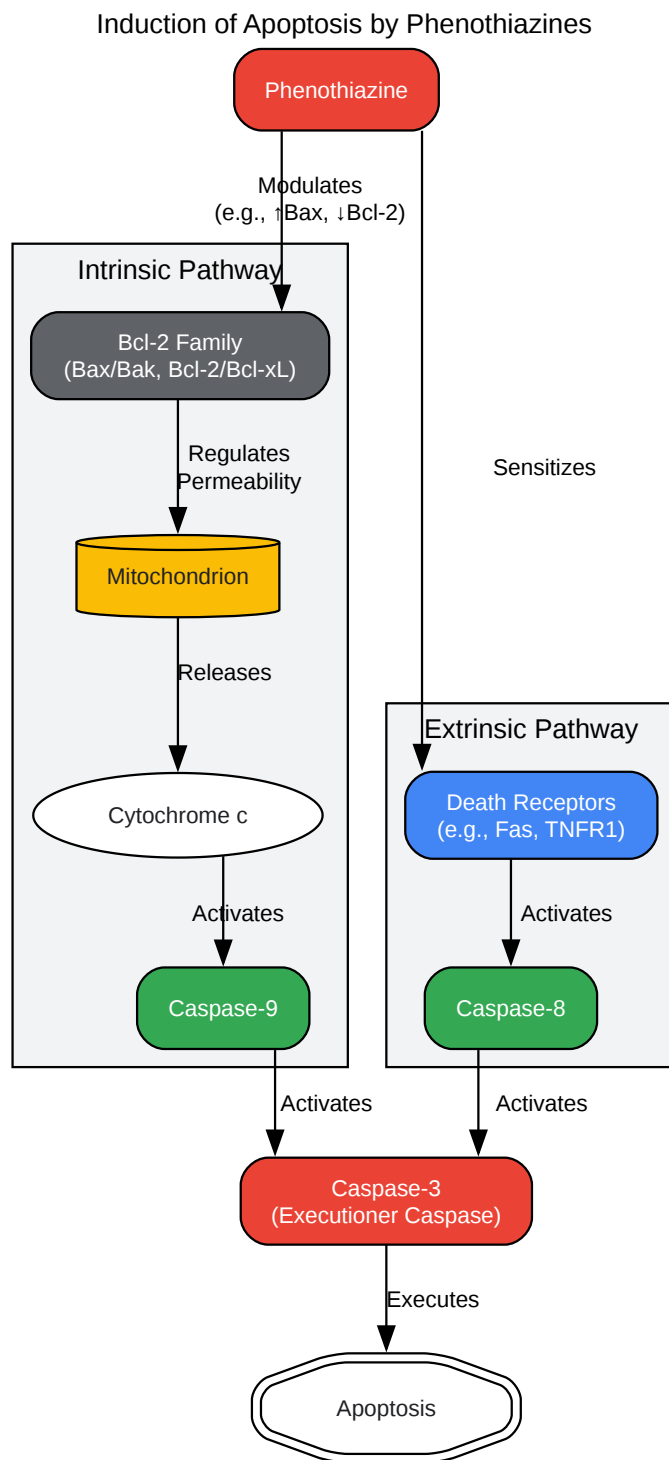 Induction of Apoptosis by Phenothiazines
Phenothiazine
Modulates
(e.g., ↑Bax, ↓Bcl-2)
Intrinsic Pathway
Bcl-2 Family
(Bax/Bak, Bcl-2/Bcl-xL)
Regulates
Permeability
Sensitizes
Mitochondrion
Releases
Extrinsic Pathway
Cytochrome c
Death Receptors
(e.g., Fas, TNFR1)
Activates
Activates
Caspase-9
Caspase-8
Activates
Activates
Caspase-3
(Executioner Caspase)
Executes
Apoptosis